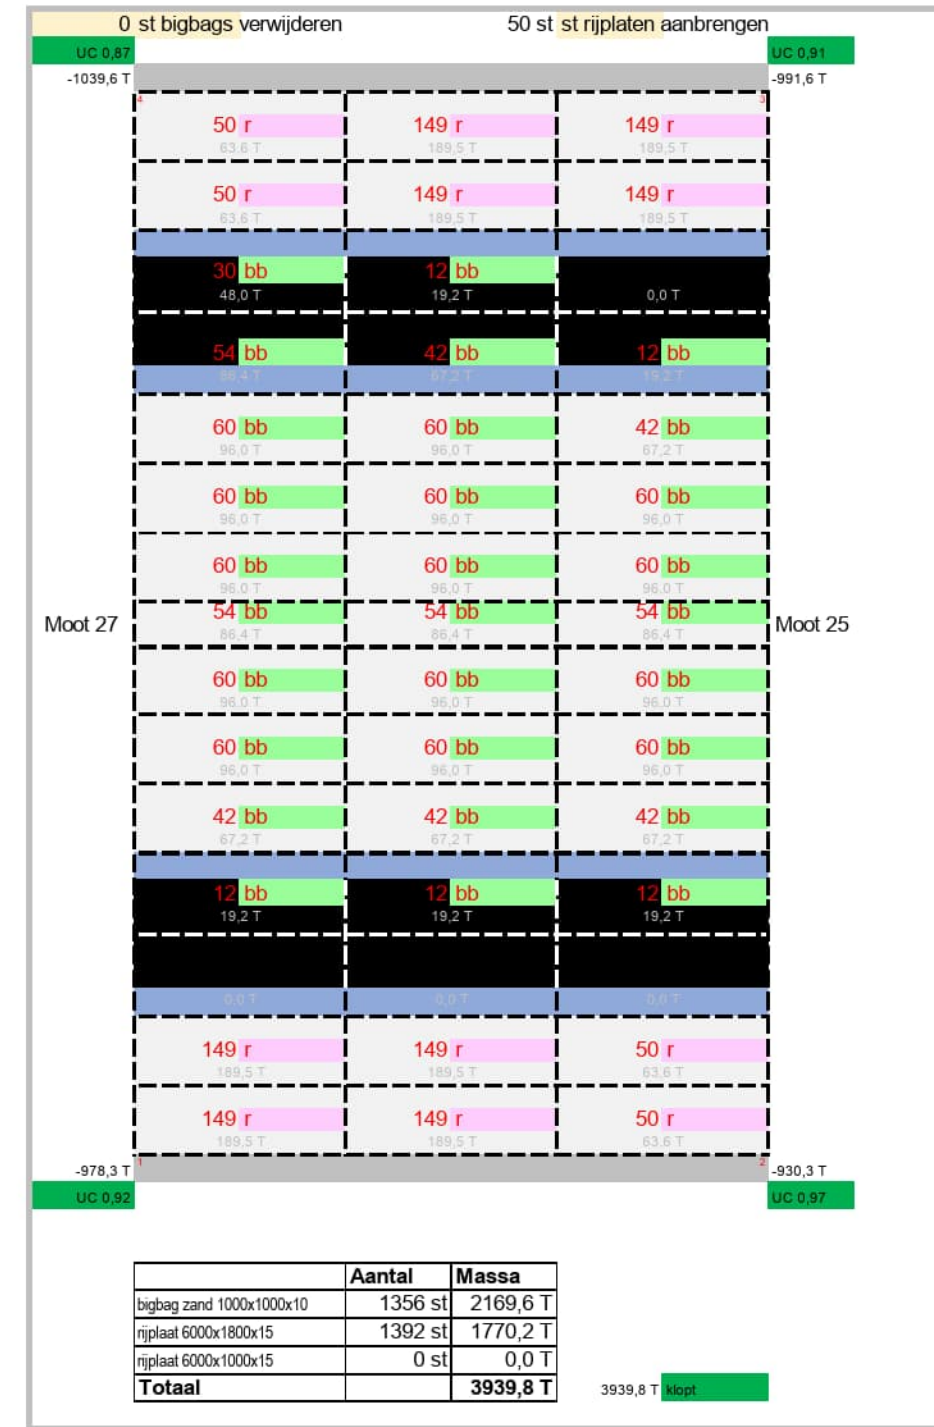 0 st bigbags verwijderen 50 st st rijplaten aanbrengen
UC 0,87 UC 0,91
-1039,6 T -991,6 T
4 3
50 r 149 r 149 r
63,6 T 189,5 T 189,5 T
50 r 149 r 149 r
63,6 T 189,5 T 189,5 T
30 bb 12 bb
48,0 T 19,2 T 0,0 T
54 bb 42 bb 12 bb
86,4 T 67,2 T 19,2 T
60 bb 60 bb 42 bb
96,0 T 96,0 T 67,2 T
60 bb 60 bb 60 bb
96,0 T 96,0 T 96,0 T
60 bb 60 bb 60 bb
96,0 T 96,0 T 96,0 T
54 bb 54 bb 54 bb
Moot 27 86,4 T 86,4 T 86,4 T Moot 25
60 bb 60 bb 60 bb
96,0 T 96,0 T 96,0 T
60 bb 60 bb 60 bb
96,0 T 96,0 T 96,0 T
42 bb 42 bb 42 bb
67,2 T 67,2 T 67,2 T
12 bb 12 bb 12 bb
19,2 T 19,2 T 19,2 T
0,0 T 0,0 T 0,0 T
149 r 149 r 50 r
189,5 T 189,5 T 63,6 T
149 r 149 r 50 r
189,5 T 189,5 T 63,6 T
1 2
-978,3 T -930,3 T
UC 0,92 UC 0,97
Aantal Massa
bigbag zand 1000x1000x10 1356 st 2169,6 T
rijplaat 6000x1800x15 1392 st 1770,2 T
rijplaat 6000x1000x15 0 st 0,0 T
Totaal 3939,8 T 3939,8 T klopt